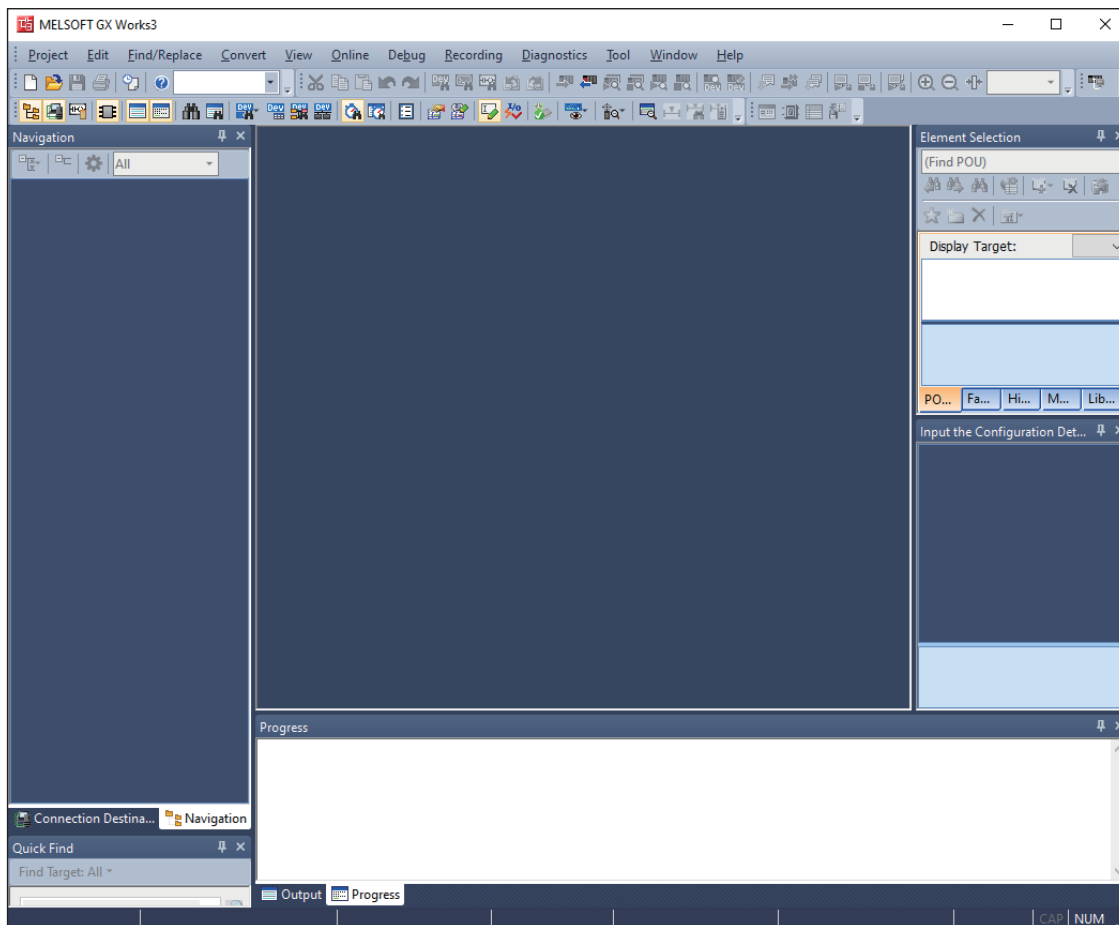 MELSOFT GX Works3
Project Edit Find/Replace Convert View Online Debug Recording Diagnostics Tool Window Help
Navigation
All
Element Selection
(Find POU)
Display Target:
PO... Fa... Hi... M... Lib...
Input the Configuration Det...
Progress
Connection Destina... Navigation
Quick Find
Find Target: All
Output Progress
CAP NUM